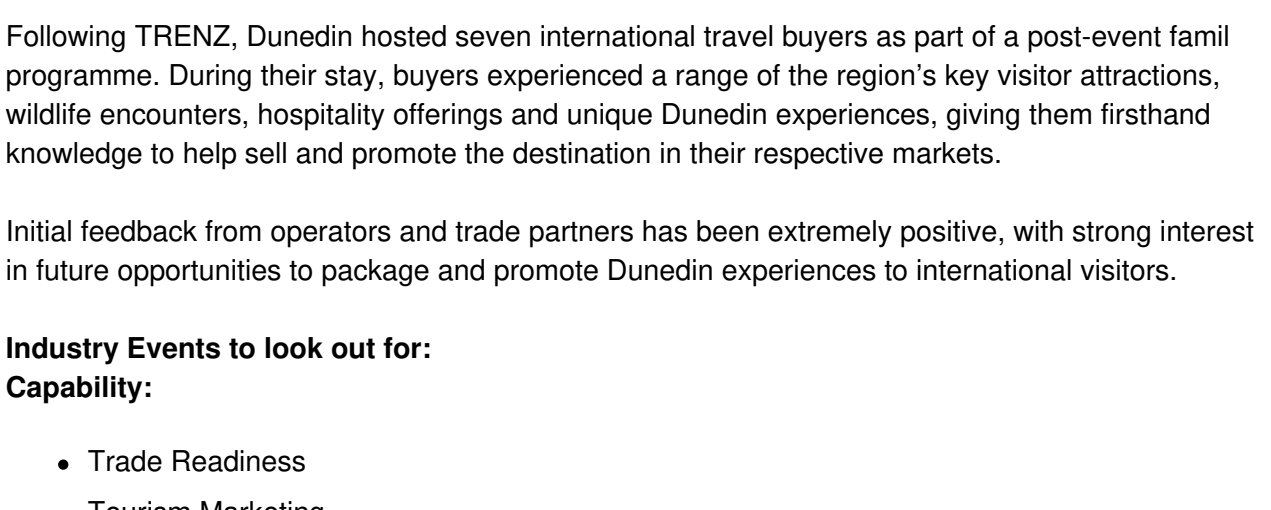 Following TRENZ, Dunedin hosted seven international travel buyers as part of a post-event famil
programme. During their stay, buyers experienced a range of the region's key visitor attractions,
wildlife encounters, hospitality offerings and unique Dunedin experiences, giving them firsthand
knowledge to help sell and promote the destination in their respective markets.
Initial feedback from operators and trade partners has been extremely positive, with strong interest
in future opportunities to package and promote Dunedin experiences to international visitors.
Industry Events to look out for:
Capability:
• Trade Readiness
Tourism Marketing